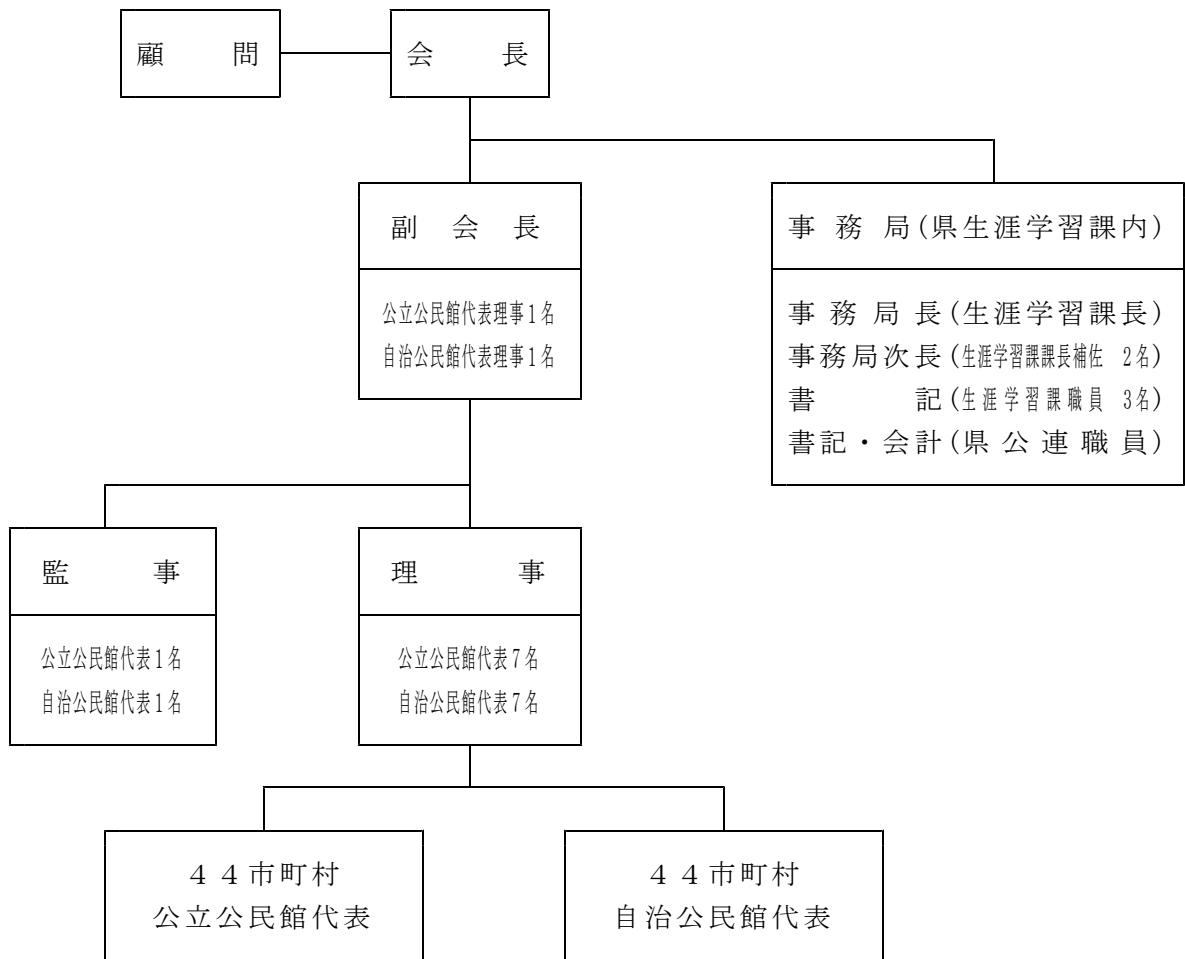 顧　　問
会　　長
副　会　長
公立公民館代表理事１名
自治公民館代表理事１名
事 務 局(県生涯学習課内)
事 務 局 長(生涯学習課長)
事務局次長(生涯学習課課長補佐　2名)
書　　　記(生涯学習課職員　3名)
書記・会計(県公連職員)
監　　事
公立公民館代表１名
自治公民館代表１名
理　　事
公立公民館代表７名
自治公民館代表７名
４４市町村
公立公民館代表
４４市町村
自治公民館代表